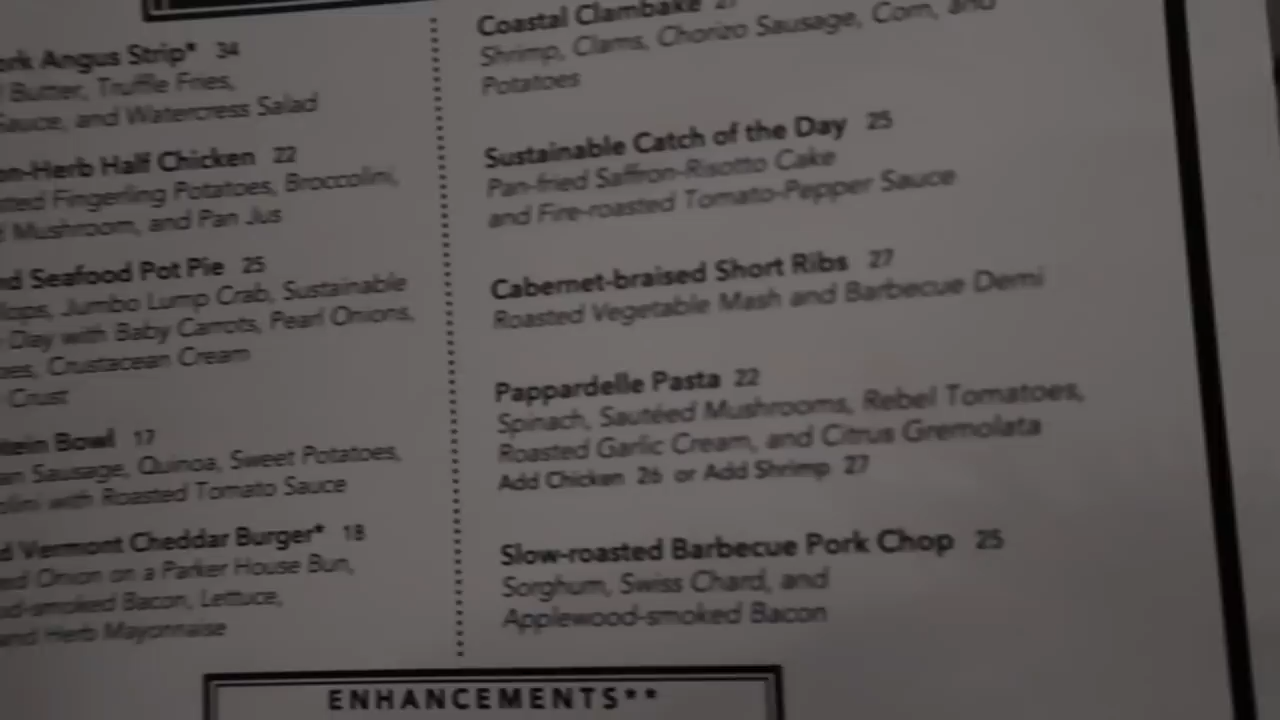 Angus Strip* 34
Butter, Truffle Fries,
Sauce, and Watercress Salad
Half Chicken 22
Fingerling Potatoes, Broccolini,
Mushroom, and Pan Jus
Seafood Pot Pie 25
Jumbo Lump Crab, Sustainable
Day with Baby Carrots, Pearl Onions,
Crustacean Cream
Crust
Bowl 17
Sausage, Quinoa, Sweet Potatoes,
with Roasted Tomato Sauce
Vermont Cheddar Burger* 18
Onion on a Parker House Bun,
Bacon, Lettuce,
and Herb Mayonnaise
Coastal Clambake 27
Shrimp, Clams, Chorizo Sausage, Corn, and
Potatoes
Sustainable Catch of the Day 25
Pan-fried Saffron-Risotto Cake
and Fire-roasted Tomato-Pepper Sauce
Cabernet-braised Short Ribs 27
Roasted Vegetable Mash and Barbecue Demi
Pappardelle Pasta 22
Spinach, Sautéed Mushrooms, Rebel Tomatoes,
Roasted Garlic Cream, and Citrus Gremolata
Add Chicken 26 or Add Shrimp 27
Slow-roasted Barbecue Pork Chop 25
Sorghum, Swiss Chard, and
Applewood-smoked Bacon
ENHANCEMENTS**